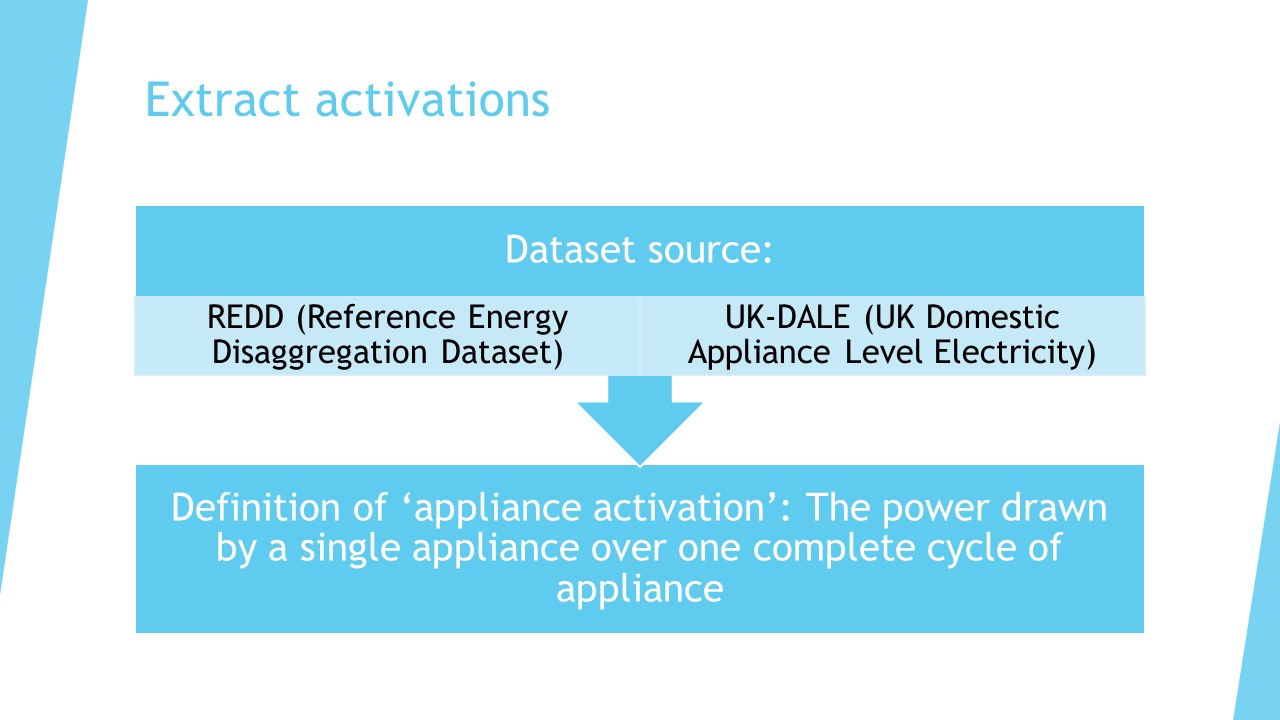 Extract activations
Dataset source:
REDD (Reference Energy
Disaggregation Dataset)
UK-DALE (UK Domestic
Appliance Level Electricity)
Definition of ‘appliance activation’: The power drawn
by a single appliance over one complete cycle of
appliance